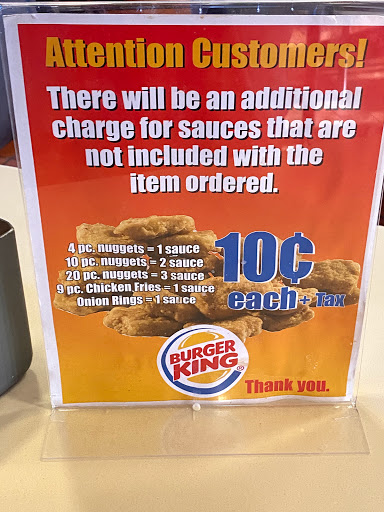 Attention Customers!
There will be an additional
charge for sauces that are
not included with the
item ordered.
4 pc. nuggets = 1 sauce
10 pc. nuggets = 2 sauce
20 pc. nuggets = 3 sauce
9 pc. Chicken Fries = 1 sauce
Onion Rings = 1 sauce
10¢
each + Tax
BURGER
KING®
Thank you.